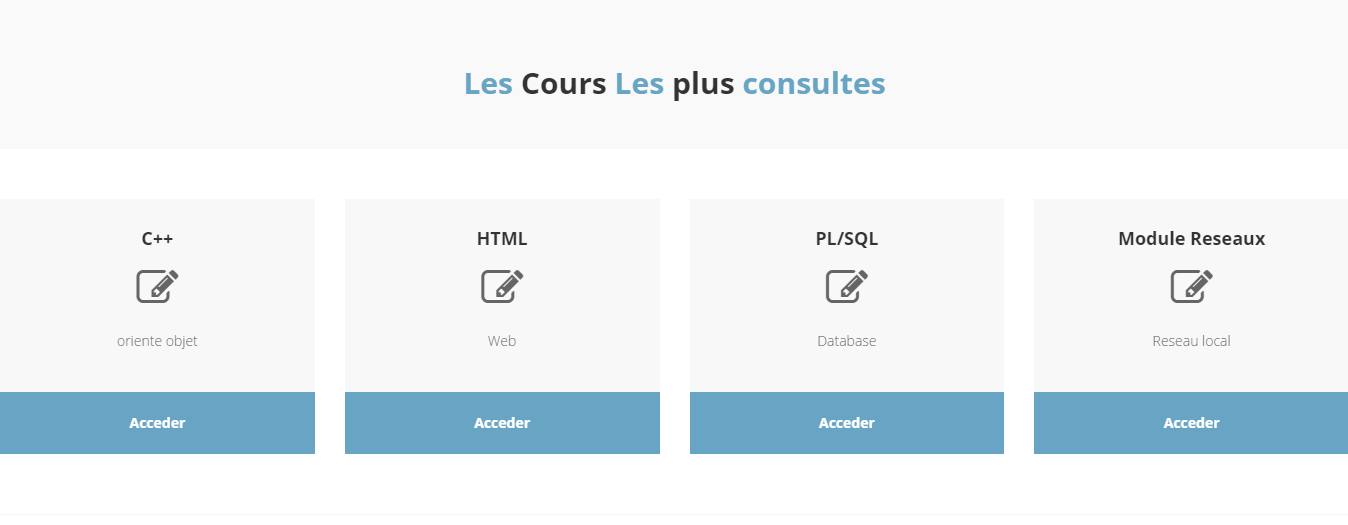 Les Cours Les plus consultes
C++
oriente objet
Acceder
HTML
Web
Acceder
PL/SQL
Database
Acceder
Module Reseaux
Reseau local
Acceder